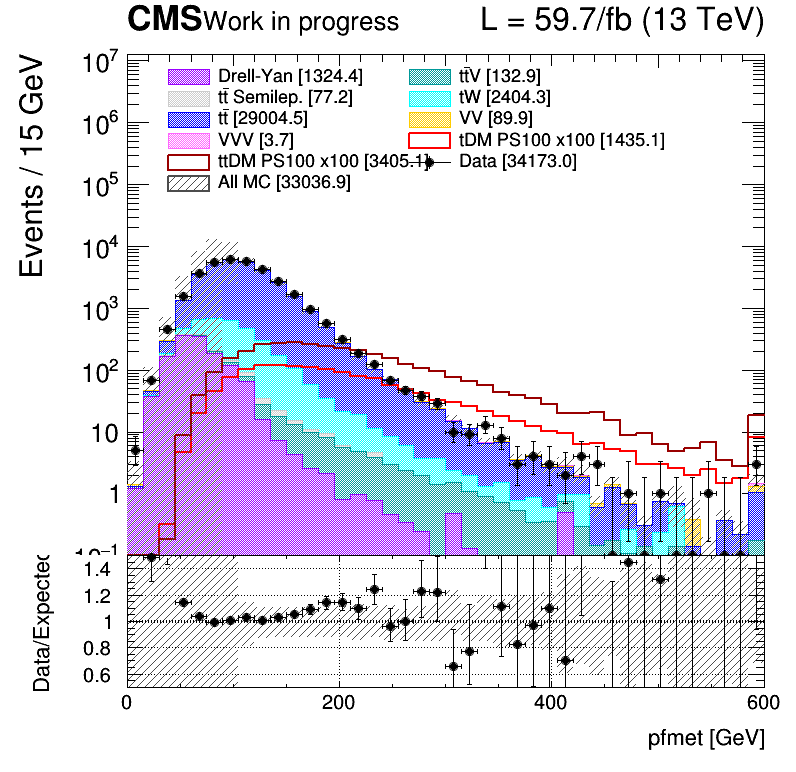 CMS Work in progress L = 59.7/fb (13 TeV)
Events / 15 GeV
10^7
10^6
10^5
10^4
10^3
10^2
10
1
10^-1
Drell-Yan [1324.4] tt̄V [132.9]
tt̄ Semilep. [77.2] tW [2404.3]
tt̄ [29004.5] VV [89.9]
VVV [3.7] tDM PS100 x100 [1435.1]
ttDM PS100 x100 [3405.1] Data [34173.0]
All MC [33036.9]
Data/Expected
1.4
1.2
1
0.8
0.6
0 200 400 600
pfmet [GeV]